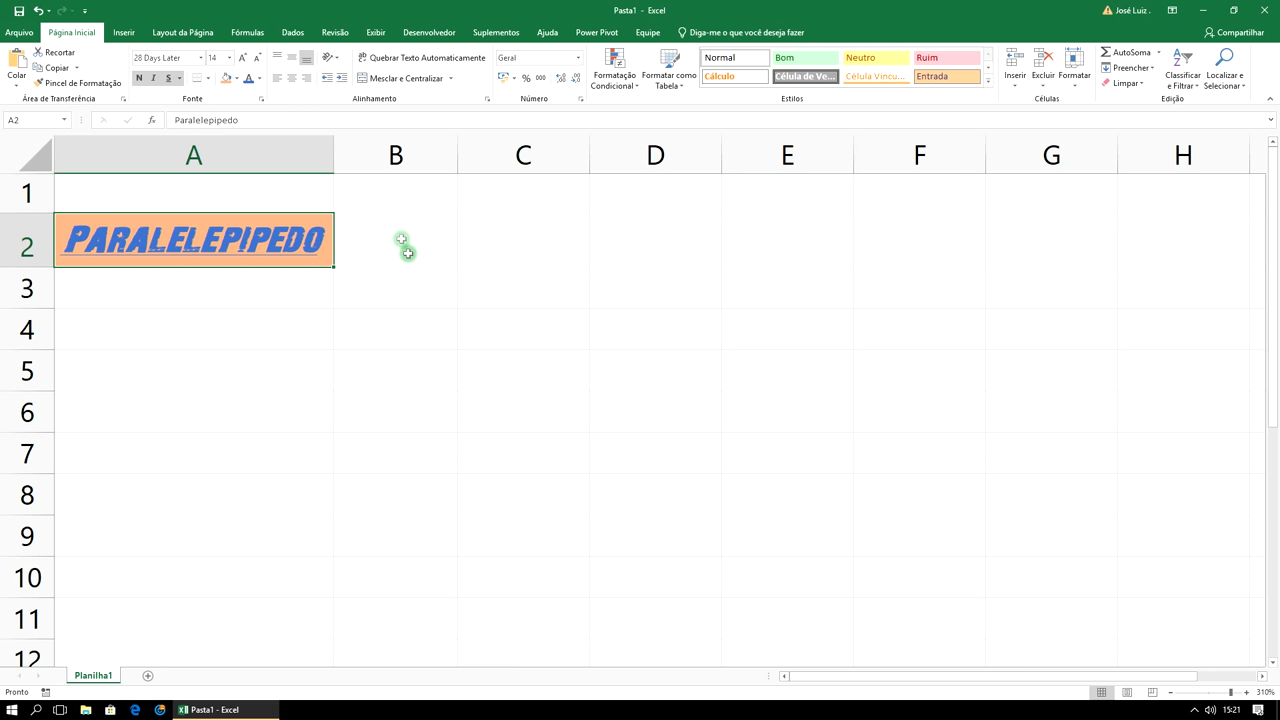 Pasta1 - Excel
José Luiz .
Arquivo Página Inicial Inserir Layout da Página Fórmulas Dados Revisão Exibir Desenvolvedor Suplementos Ajuda Equipe Power Pivot Diga-me o que você deseja fazer Compartilhar
Colar
Recortar
Copiar
Pincel de Formatação
Área de Transferência
28 Days Later 14
N I S
Fonte
Quebrar Texto Automaticamente
Mesclar e Centralizar
Alinhamento
Geral
% 000
Número
Formatação Condicional
Formatar como Tabela
Normal Bom Neutro Ruim
Cálculo Célula de Ve... Célula Vincu... Entrada
Estilos
Inserir Excluir Formatar
Células
AutoSoma
Preencher
Limpar
Classificar e Filtrar
Localizar e Selecionar
Edição
A2 fx Paralelepipedo
A B C D E F G H
1
2 Paralelepipedo
3
4
5
6
7
8
9
10
11
12
Planilha1
Pronto 310%
Pasta1 - Excel 15:21